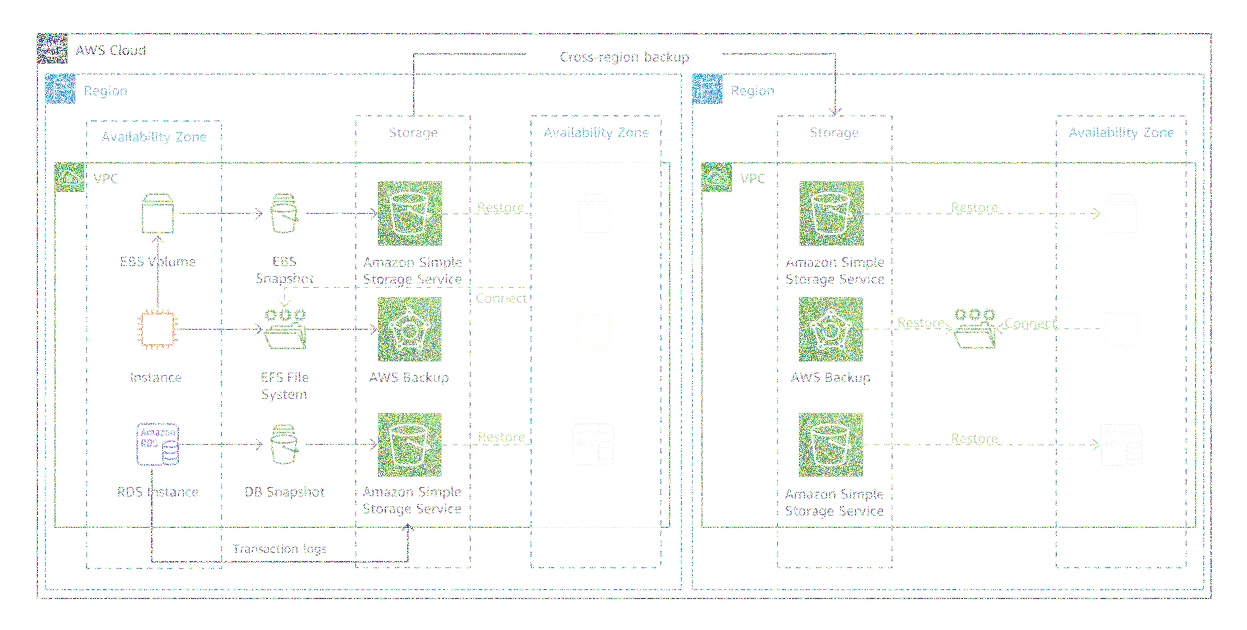 AWS Cloud
Cross-region backup
Region
Availability Zone
Storage
Availability Zone
VPC
Restore
EBS Volume
EBS
Snapshot
Amazon Simple
Storage Service
Connect
Instance
EFS File
System
AWS Backup
Amazon
RDS
Restore
RDS Instance
DB Snapshot
Amazon Simple
Storage Service
Transaction logs
Region
Storage
Availability Zone
VPC
Restore
Amazon Simple
Storage Service
Restore
Connect
AWS Backup
Restore
Amazon Simple
Storage Service